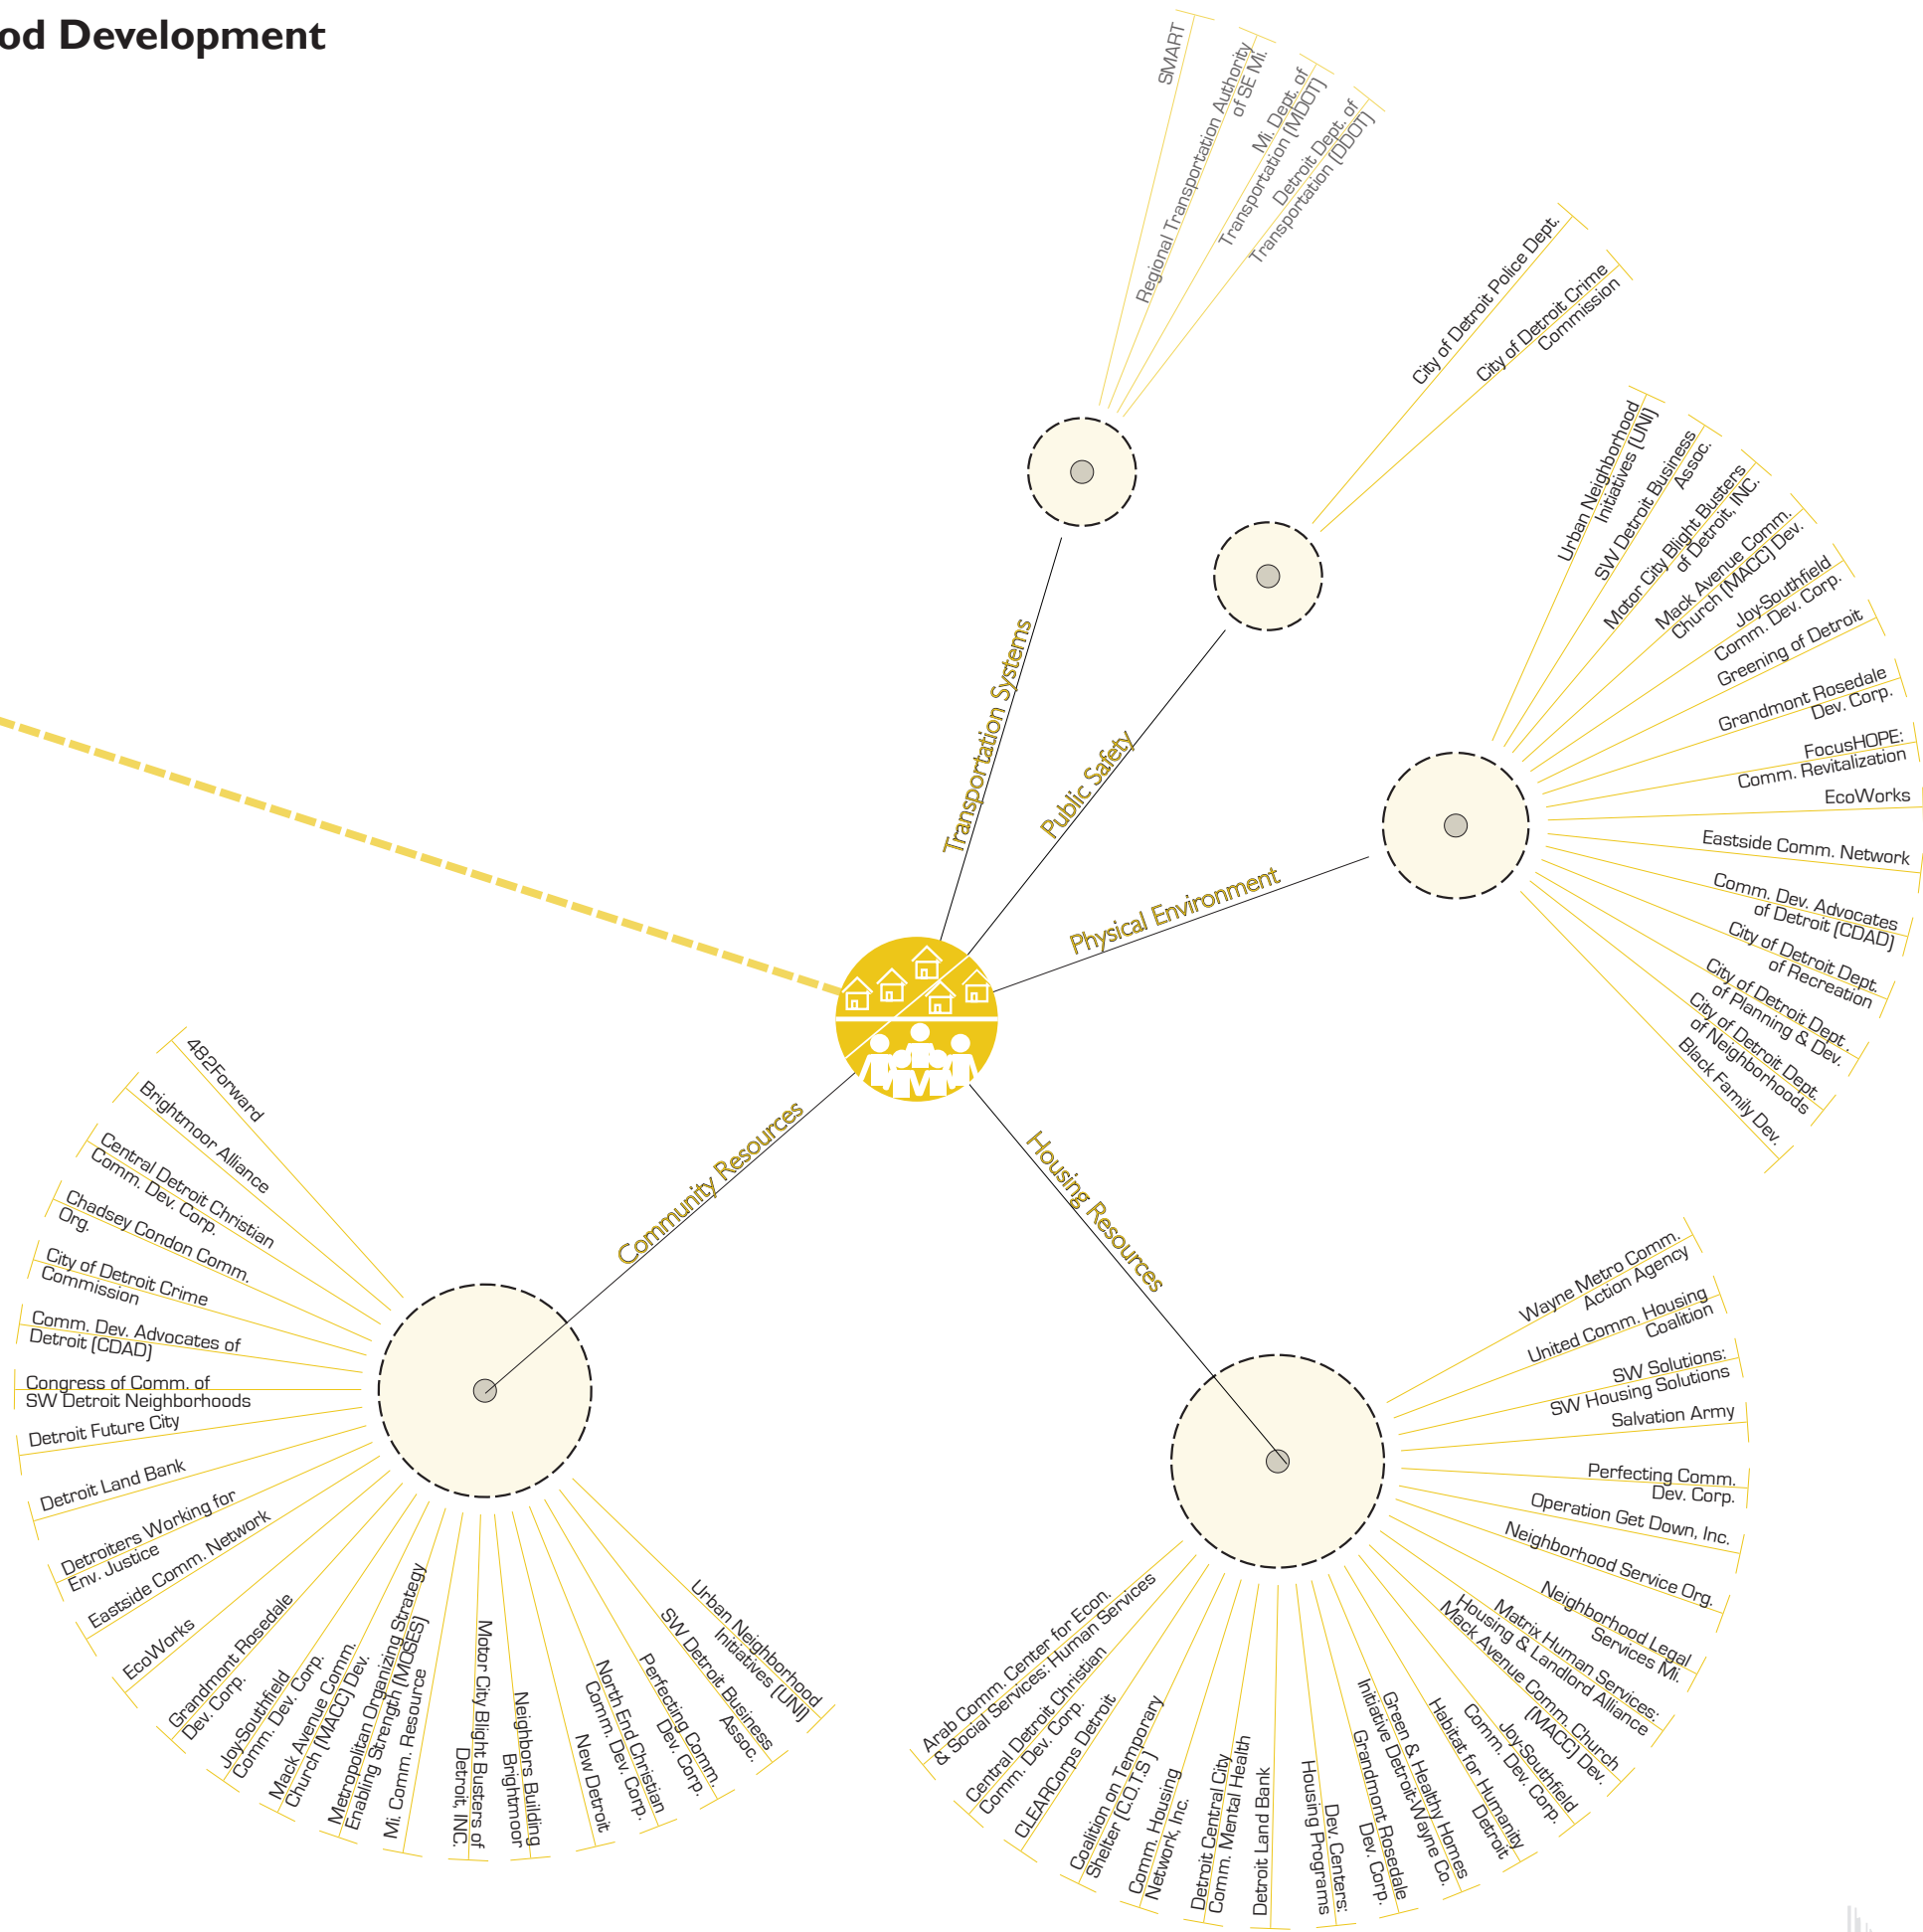 od Development
SMART
Regional Transportation Authority
of SE Mi.
Mi. Dept. of
Transportation (MDOT)
Detroit Dept. of
Transportation (DDOT)
Transportation Systems
City of Detroit Police Dept.
City of Detroit Crime
Commission
Public Safety
Urban Neighborhood
Initiatives (UNI)
SW Detroit Business
Assoc.
Motor City Blight Busters
of Detroit, INC.
Mack Avenue Comm.
Church (MACC) Dev.
Joy-Southfield
Comm. Dev. Corp.
Greening of Detroit
Grandmont Rosedale
Dev. Corp.
FocusHOPE:
Comm. Revitalization
EcoWorks
Eastside Comm. Network
Comm. Dev. Advocates
of Detroit (CDAD)
City of Detroit Dept.
of Recreation
City of Detroit Dept.
of Planning & Dev.
City of Detroit Dept.
of Neighborhoods
Black Family Dev.
Physical Environment
Community Resources
482Forward
Brightmoor Alliance
Central Detroit Christian
Comm. Dev. Corp.
Chadsey Condon Comm.
Org.
City of Detroit Crime
Commission
Comm. Dev. Advocates of
Detroit (CDAD)
Congress of Comm. of
SW Detroit Neighborhoods
Detroit Future City
Detroit Land Bank
Detroiters Working for
Env. Justice
Eastside Comm. Network
EcoWorks
Grandmont Rosedale
Dev. Corp.
Joy-Southfield
Comm. Dev. Corp.
Mack Avenue Comm.
Church (MACC) Dev.
Metropolitan Organizing Strategy
Enabling Strength (MOSES)
Mi. Comm. Resource
Motor City Blight Busters of
Detroit, INC.
Neighbors Building
Brightmoor
New Detroit
North End Christian
Comm. Dev. Corp.
Perfecting Comm.
Dev. Corp.
SW Detroit Business
Assoc.
Urban Neighborhood
Initiatives (UNI)
Housing Resources
Wayne Metro Comm.
Action Agency
United Comm. Housing
Coalition
SW Solutions:
SW Housing Solutions
Salvation Army
Perfecting Comm.
Dev. Corp.
Operation Get Down, Inc.
Neighborhood Service Org.
Neighborhood Legal
Services Mi.
Matrix Human Services:
Housing & Landlord Alliance
Mack Avenue Comm. Church
(MACC) Dev.
Joy-Southfield
Comm. Dev. Corp.
Habitat for Humanity
Detroit
Green & Healthy Homes
Initiative Detroit-Wayne Co.
Grandmont Rosedale
Dev. Corp.
Dev. Centers:
Housing Programs
Detroit Land Bank
Detroit Central City
Comm. Mental Health
Comm. Housing
Network, Inc.
Coalition on Temporary
Shelter (C.O.T.S )
CLEARCorps Detroit
Central Detroit Christian
Comm. Dev. Corp.
Arab Comm. Center for Econ.
& Social Services: Human Services